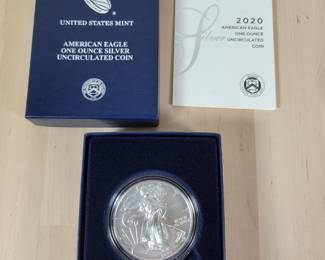 UNITED STATES MINT
AMERICAN EAGLE
ONE OUNCE SILVER
UNCIRCULATED COIN
2020
AMERICAN EAGLE
ONE OUNCE
Silver
UNCIRCULATED
COIN